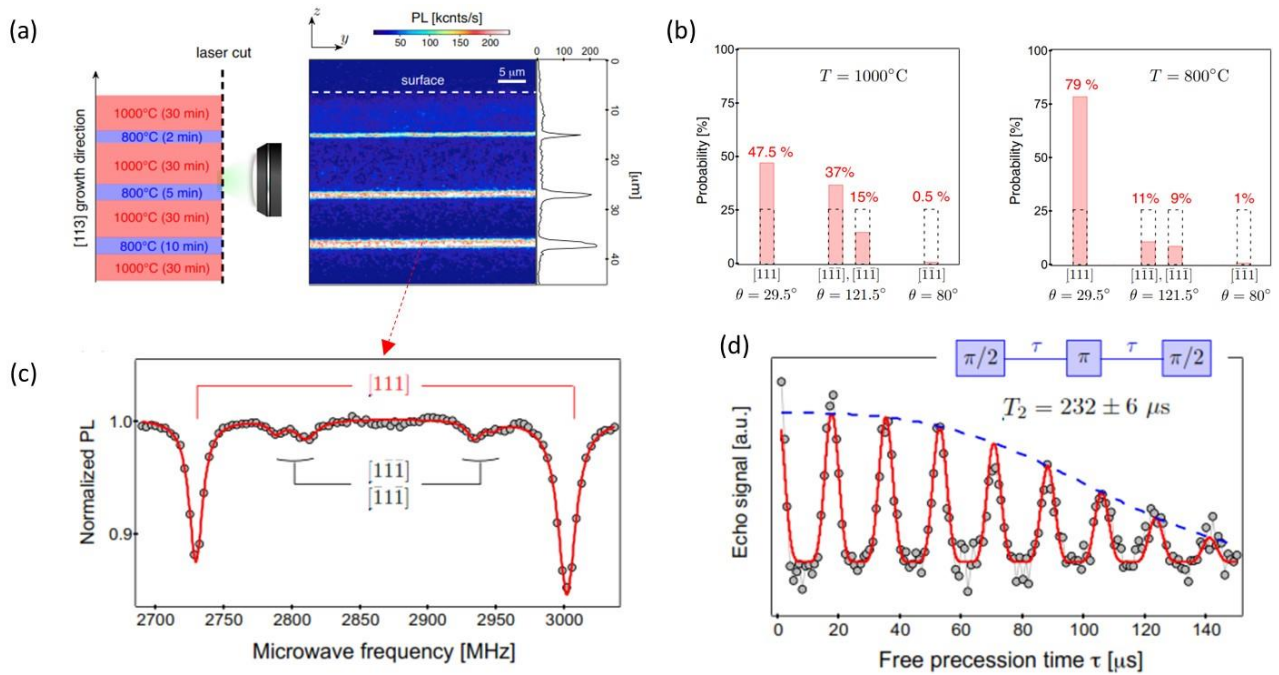 (a)
z
y
PL [kcnts/s]
50 100 150 200
laser cut
[113] growth direction
1000°C (30 min)
800°C (2 min)
1000°C (30 min)
800°C (5 min)
1000°C (30 min)
800°C (10 min)
1000°C (30 min)
surface
5 μm
0 100 200
0
10
20
30
40
[μm]
(b)
Probability [%]
100
75
50
25
0
T = 1000°C
47.5 %
37%
15%
0.5 %
[111]
[11̄1̄], [1̄11̄]
[1̄1̄1]
θ = 29.5°
θ = 121.5°
θ = 80°
Probability [%]
100
75
50
25
0
T = 800°C
79 %
11%
9%
1%
[111]
[11̄1̄], [1̄11̄]
[1̄1̄1]
θ = 29.5°
θ = 121.5°
θ = 80°
(c)
[111]
[11̄1̄]
[1̄11̄]
Normalized PL
1.0
0.9
2700 2750 2800 2850 2900 2950 3000
Microwave frequency [MHz]
(d)
π/2 τ π τ π/2
T₂ = 232 ± 6 μs
Echo signal [a.u.]
0 20 40 60 80 100 120 140
Free precession time τ [μs]